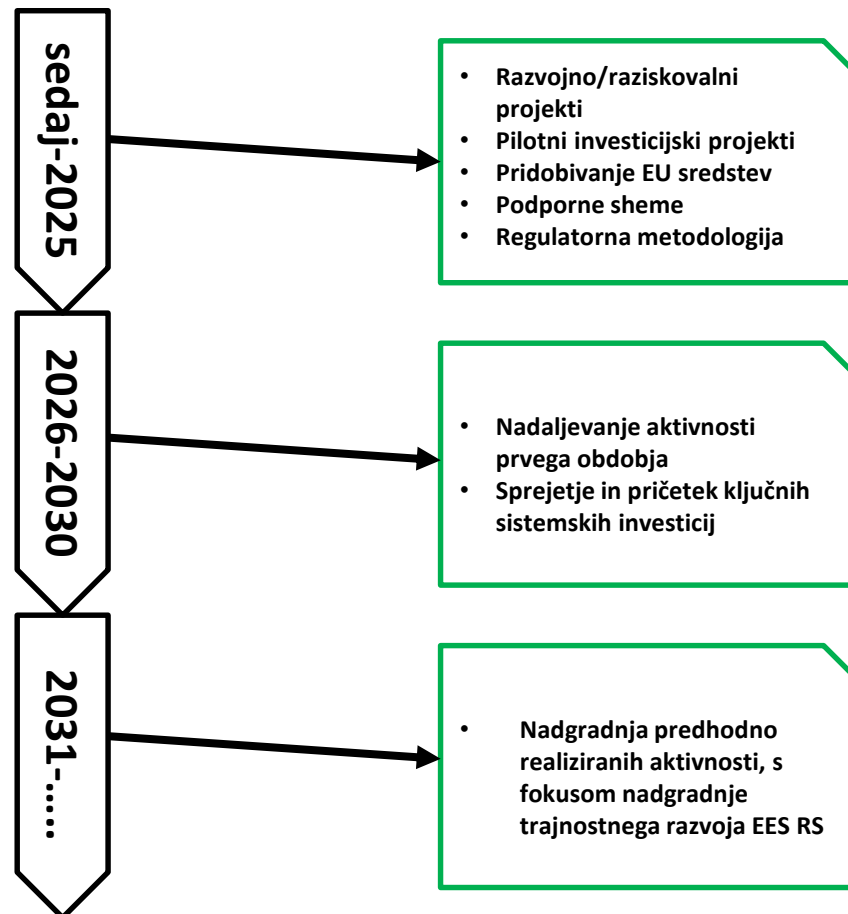 sedaj-2025
• Razvojno/raziskovalni
projekti
• Pilotni investicijski projekti
• Pridobivanje EU sredstev
• Podporne sheme
• Regulatorna metodologija
2026-2030
• Nadaljevanje aktivnosti
prvega obdobja
• Sprejetje in pričetek ključnih
sistemskih investicij
2031-.....
• Nadgradnja predhodno
realiziranih aktivnosti, s
fokusom nadgradnje
trajnostnega razvoja EES RS